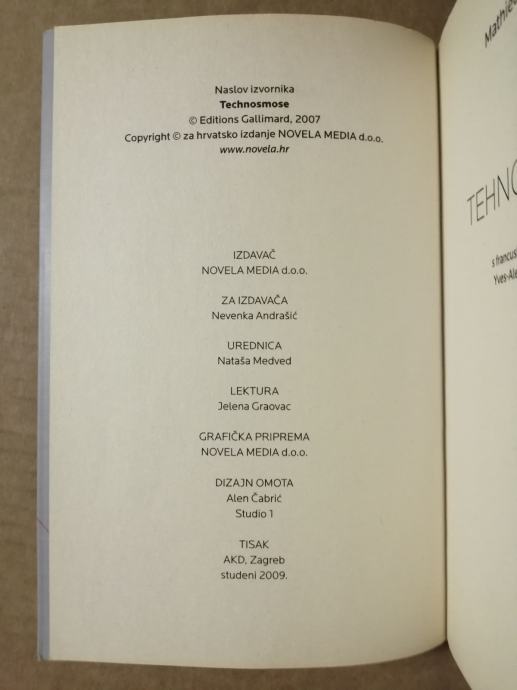 Naslov izvornika
Technosmose
© Editions Gallimard, 2007
Copyright © za hrvatsko izdanje NOVELA MEDIA d.o.o.
www.novela.hr
IZDAVAČ
NOVELA MEDIA d.o.o.
ZA IZDAVAČA
Nevenka Andrašić
UREDNICA
Nataša Medved
LEKTURA
Jelena Graovac
GRAFIČKA PRIPREMA
NOVELA MEDIA d.o.o.
DIZAJN OMOTA
Alen Čabrić
Studio 1
TISAK
AKD, Zagreb
studeni 2009.